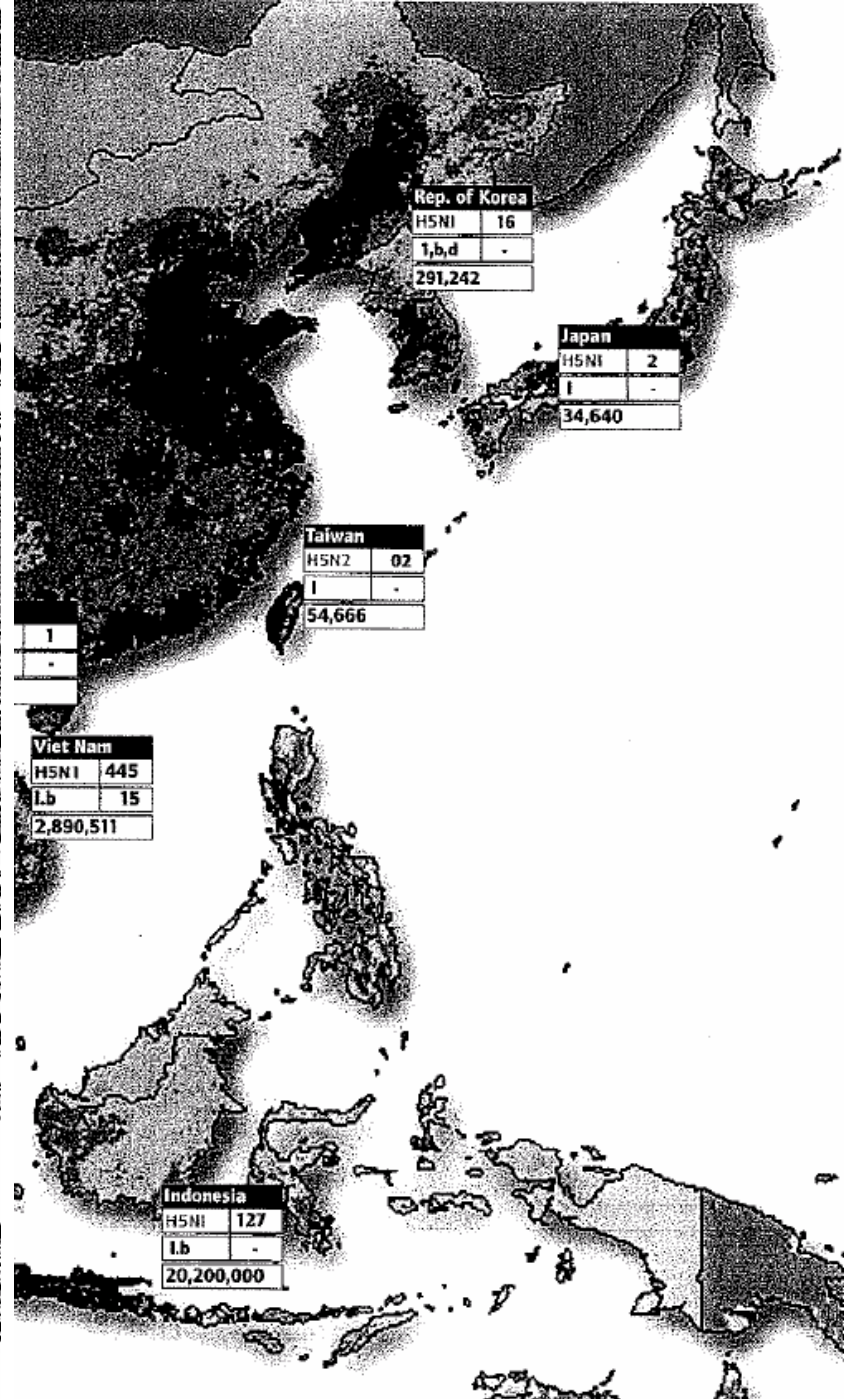 Rep. of Korea
H5NI 16
1,b,d -
291,242
Japan
H5NI 2
I -
34,640
Taiwan
H5N2 02
I -
54,666
1
-
Viet Nam
H5N1 445
I.b 15
2,890,511
Indonesia
H5NI 127
I.b -
20,200,000